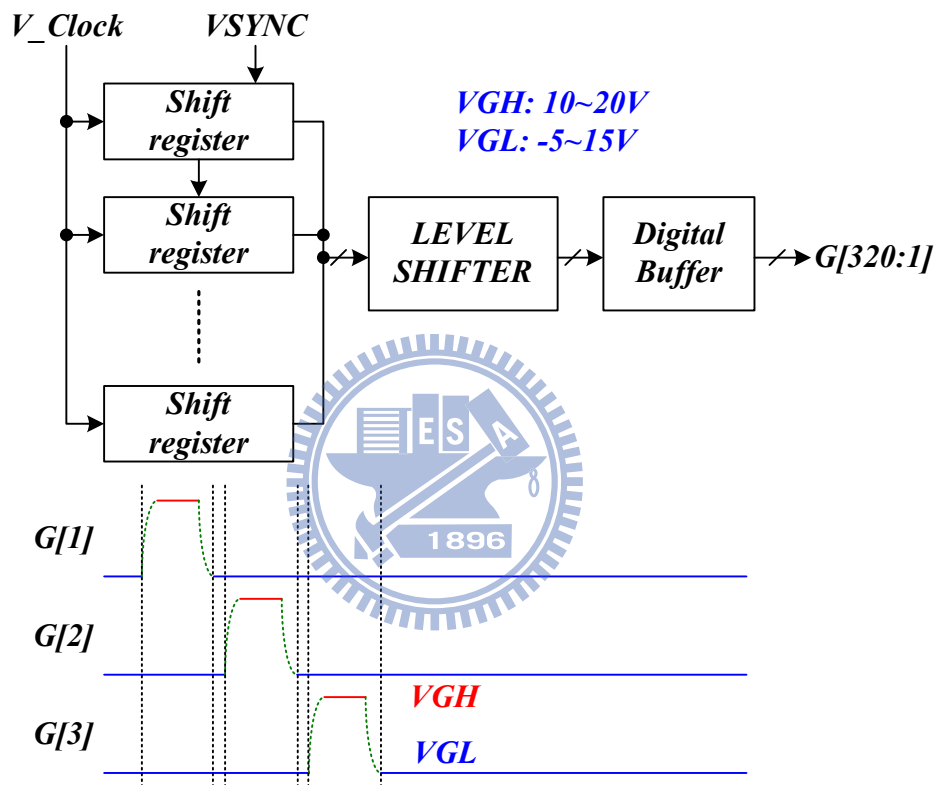 V_Clock
VSYNC
Shift
register
VGH: 10~20V
VGL: -5~15V
Shift
register
LEVEL
SHIFTER
Digital
Buffer
G[320:1]
Shift
register
E S A
1896
G[1]
G[2]
G[3]
VGH
VGL